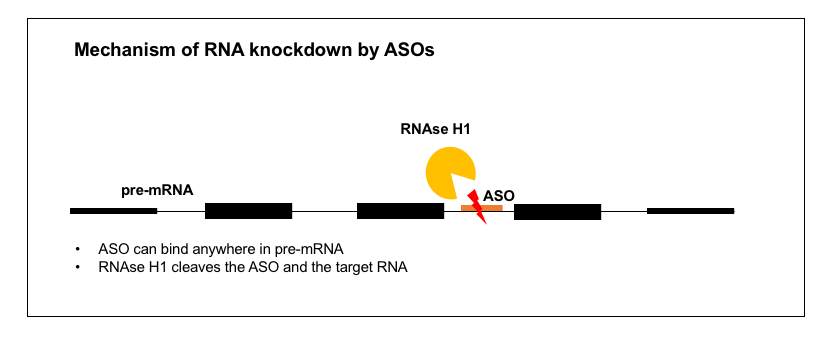 Mechanism of RNA knockdown by ASOs
RNAse H1
pre-mRNA
ASO
• ASO can bind anywhere in pre-mRNA
• RNAse H1 cleaves the ASO and the target RNA